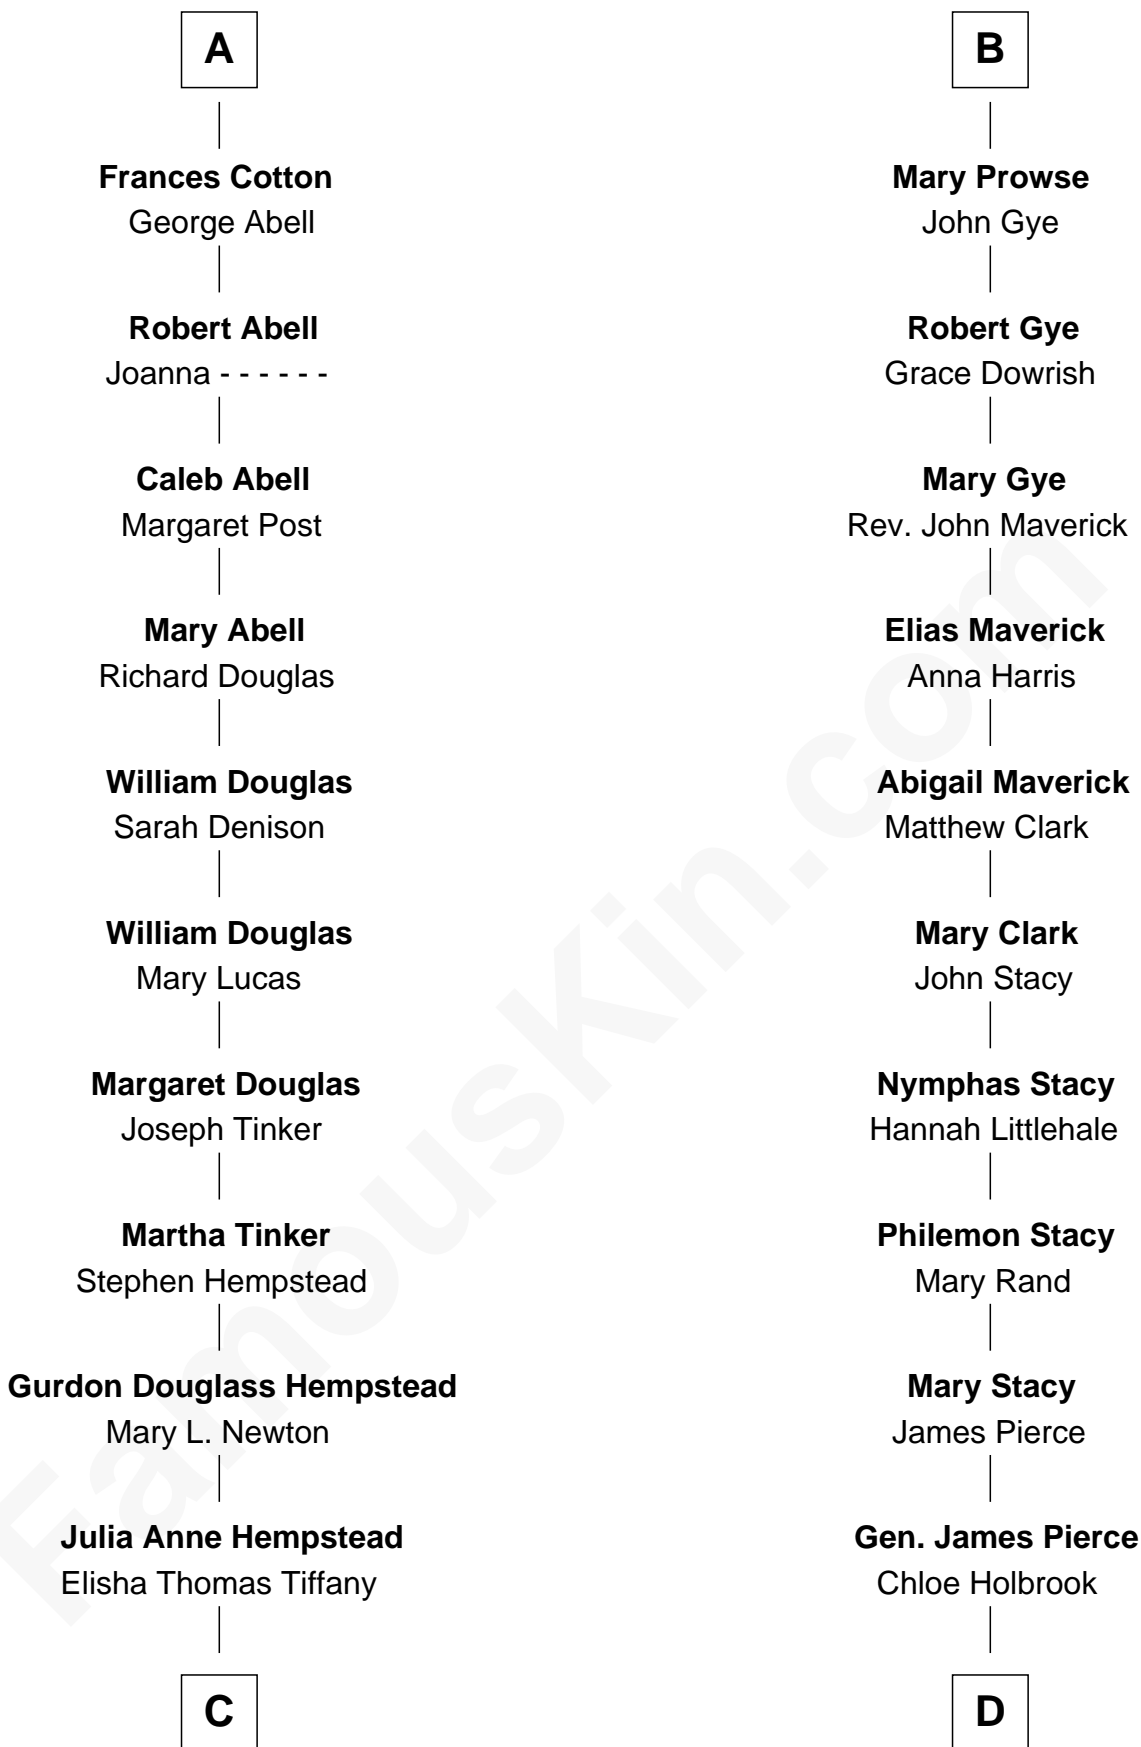 A
Frances Cotton
George Abell
Robert Abell
Joanna - - - - - -
Caleb Abell
Margaret Post
Mary Abell
Richard Douglas
William Douglas
Sarah Denison
William Douglas
Mary Lucas
Margaret Douglas
Joseph Tinker
Martha Tinker
Stephen Hempstead
Gurdon Douglass Hempstead
Mary L. Newton
Julia Anne Hempstead
Elisha Thomas Tiffany
C
B
Mary Prowse
John Gye
Robert Gye
Grace Dowrish
Mary Gye
Rev. John Maverick
Elias Maverick
Anna Harris
Abigail Maverick
Matthew Clark
Mary Clark
John Stacy
Nymphas Stacy
Hannah Littlehale
Philemon Stacy
Mary Rand
Mary Stacy
James Pierce
Gen. James Pierce
Chloe Holbrook
D
FamousKin.com